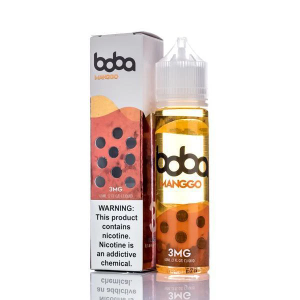 boba
MANGGO
3MG
WARNING:
This product
contains
nicotine.
Nicotine is
an addictive
chemical.
boba
MANGGO
3MG